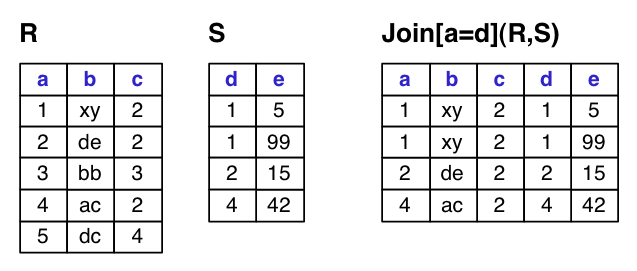 R S Join[a=d](R,S)
a b c d e a b c d e
1 xy 2 1 5 1 xy 2 1 5
2 de 2 1 99 1 xy 2 1 99
3 bb 3 2 15 2 de 2 2 15
4 ac 2 4 42 4 ac 2 4 42
5 dc 4